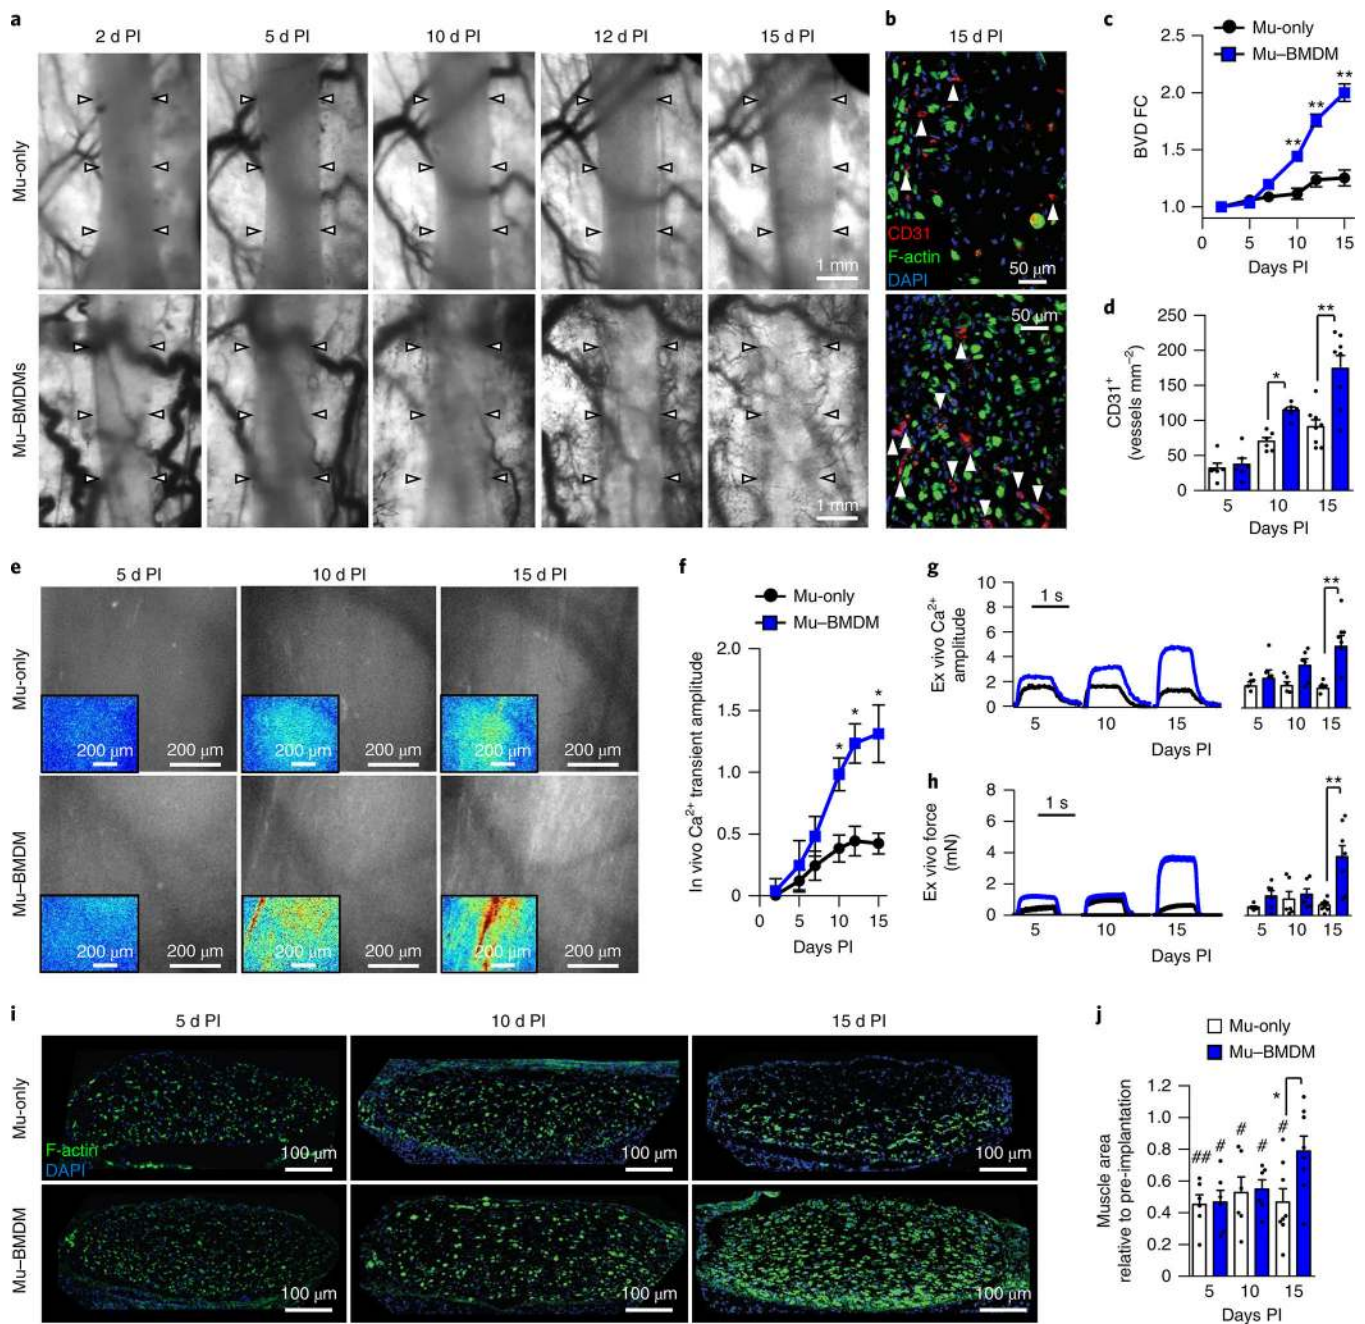 a
2 d PI
5 d PI
10 d PI
12 d PI
15 d PI
Mu-only
1 mm
Mu–BMDMs
1 mm
b
15 d PI
CD31
F-actin
DAPI
50 µm
50 µm
c
Mu-only
Mu–BMDM
BVD FC
2.5
2.0
1.5
1.0
**
**
**
0 5 10 15
Days PI
d
CD31⁺
(vessels mm⁻²)
250
200
150
100
50
0
*
**
5 10 15
Days PI
e
5 d PI
10 d PI
15 d PI
Mu-only
200 µm 200 µm
200 µm 200 µm
200 µm 200 µm
Mu–BMDM
200 µm 200 µm
200 µm 200 µm
200 µm 200 µm
f
Mu-only
Mu–BMDM
In vivo Ca²⁺ transient amplitude
2.0
1.5
1.0
0.5
0
*
*
*
0 5 10 15
Days PI
g
Ex vivo Ca²⁺
amplitude
10
8
6
4
2
0
1 s
5 10 15
Days PI
**
5 10 15
h
Ex vivo force
(mN)
8
6
4
2
0
1 s
5 10 15
Days PI
**
5 10 15
i
5 d PI
10 d PI
15 d PI
Mu-only
F-actin
DAPI
100 µm
100 µm
100 µm
Mu–BMDM
100 µm
100 µm
100 µm
j
Mu-only
Mu–BMDM
Muscle area
relative to pre-implantation
1.2
1.0
0.8
0.6
0.4
0.2
0
##
#
#
#
#
*
5 10 15
Days PI